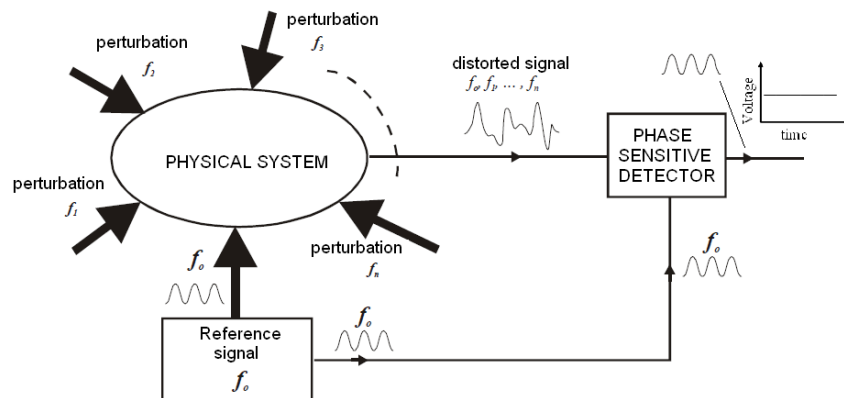 perturbation
f3
perturbation
f2
distorted signal
fo, f1, ... , fn
Voltage
time
PHYSICAL SYSTEM
PHASE
SENSITIVE
DETECTOR
perturbation
f1
perturbation
fn
fo
fo
Reference
signal
fo
fo